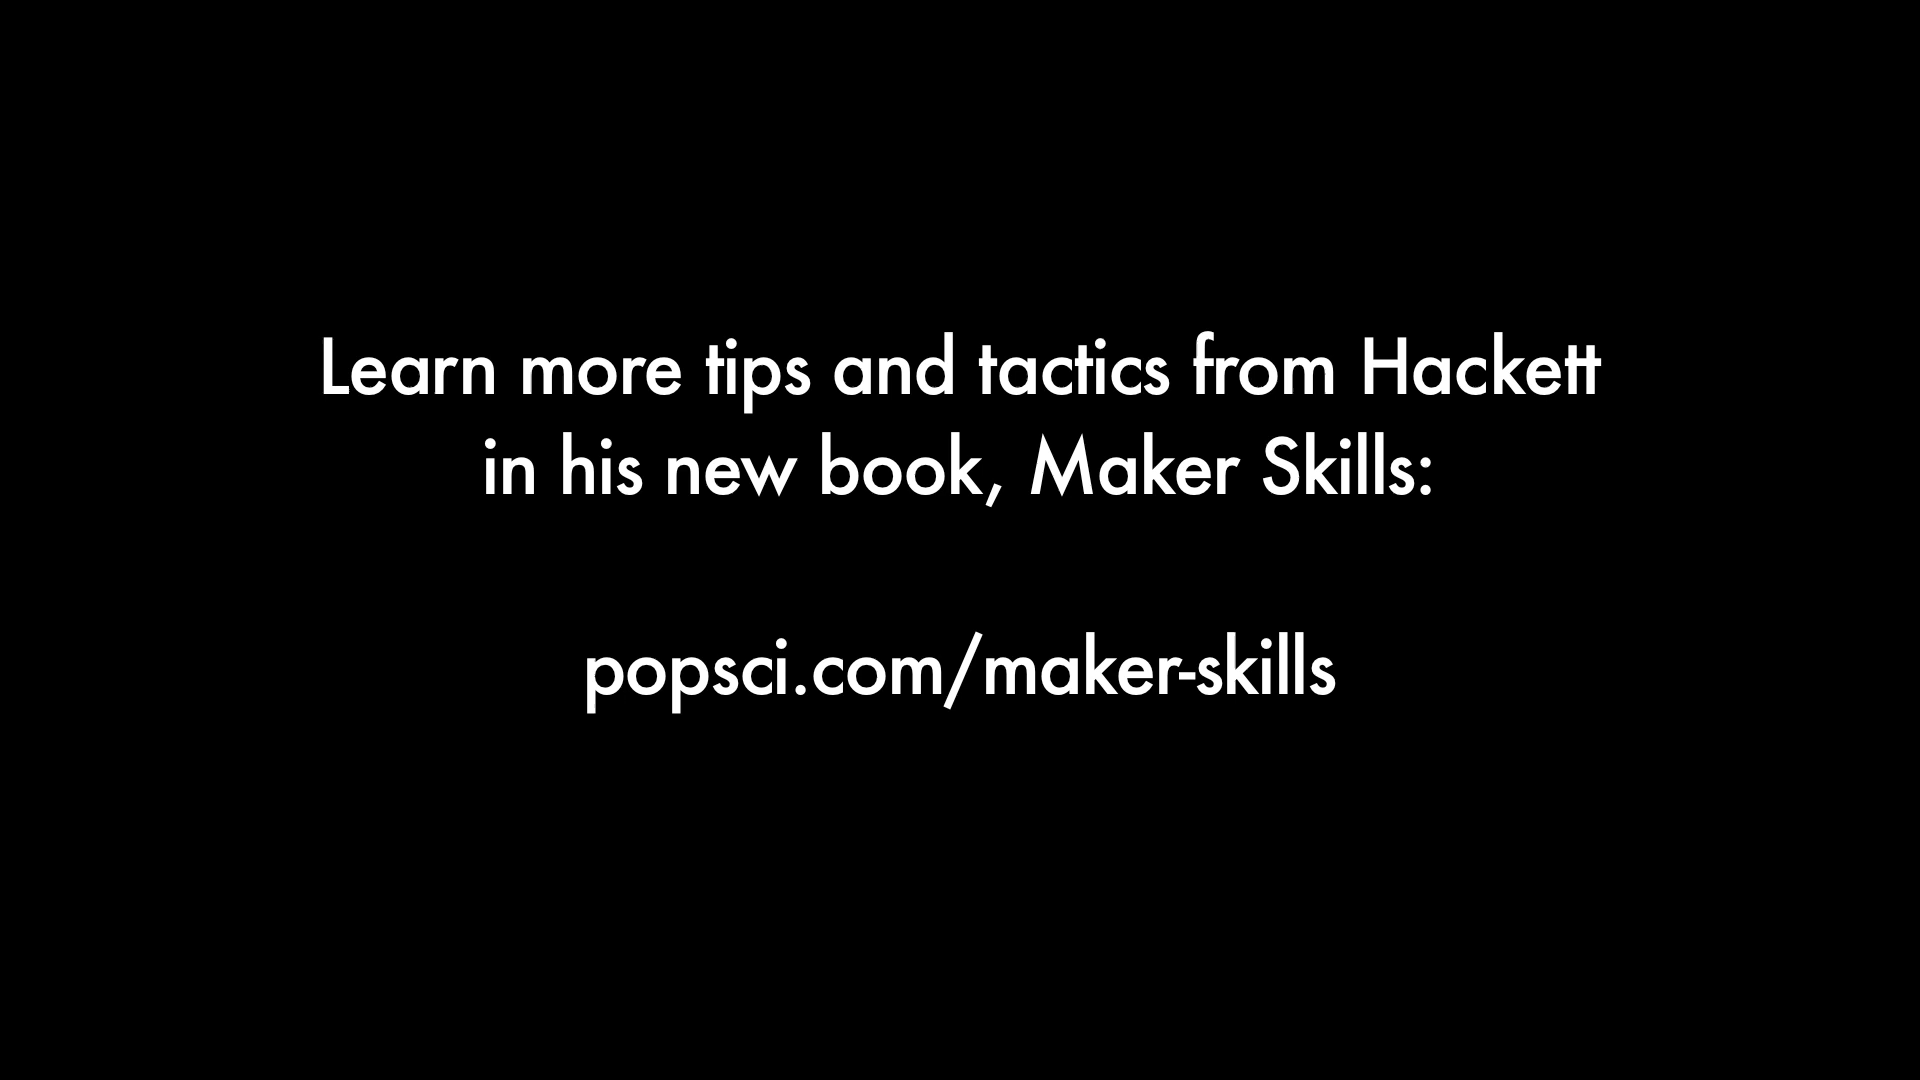 Learn more tips and tactics from Hackett
in his new book, Maker Skills:
popsci.com/maker-skills